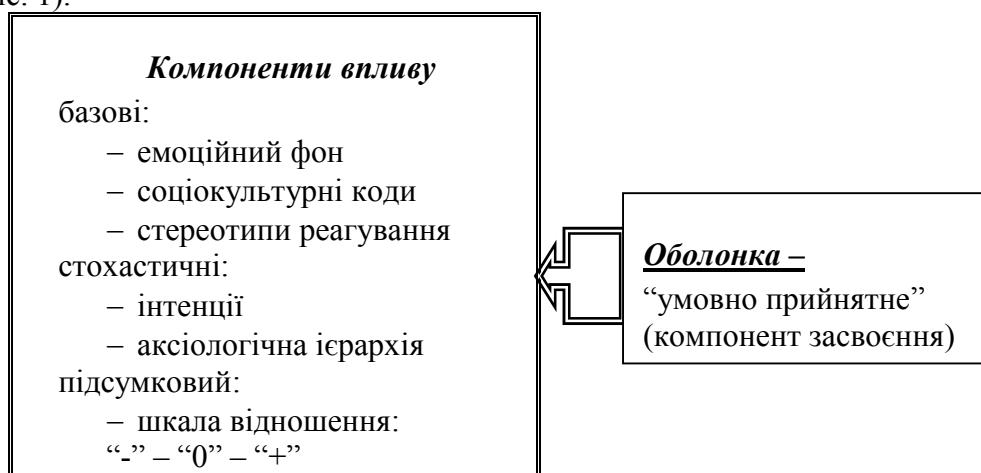 с. 1).
Компоненти впливу
базові:
– емоційний фон
– соціокультурні коди
– стереотипи реагування
стохастичні:
– інтенції
– аксіологічна ієрархія
підсумковий:
– шкала відношення:
“-” – “0” – “+”
Оболонка –
“умовно прийнятне”
(компонент засвоєння)